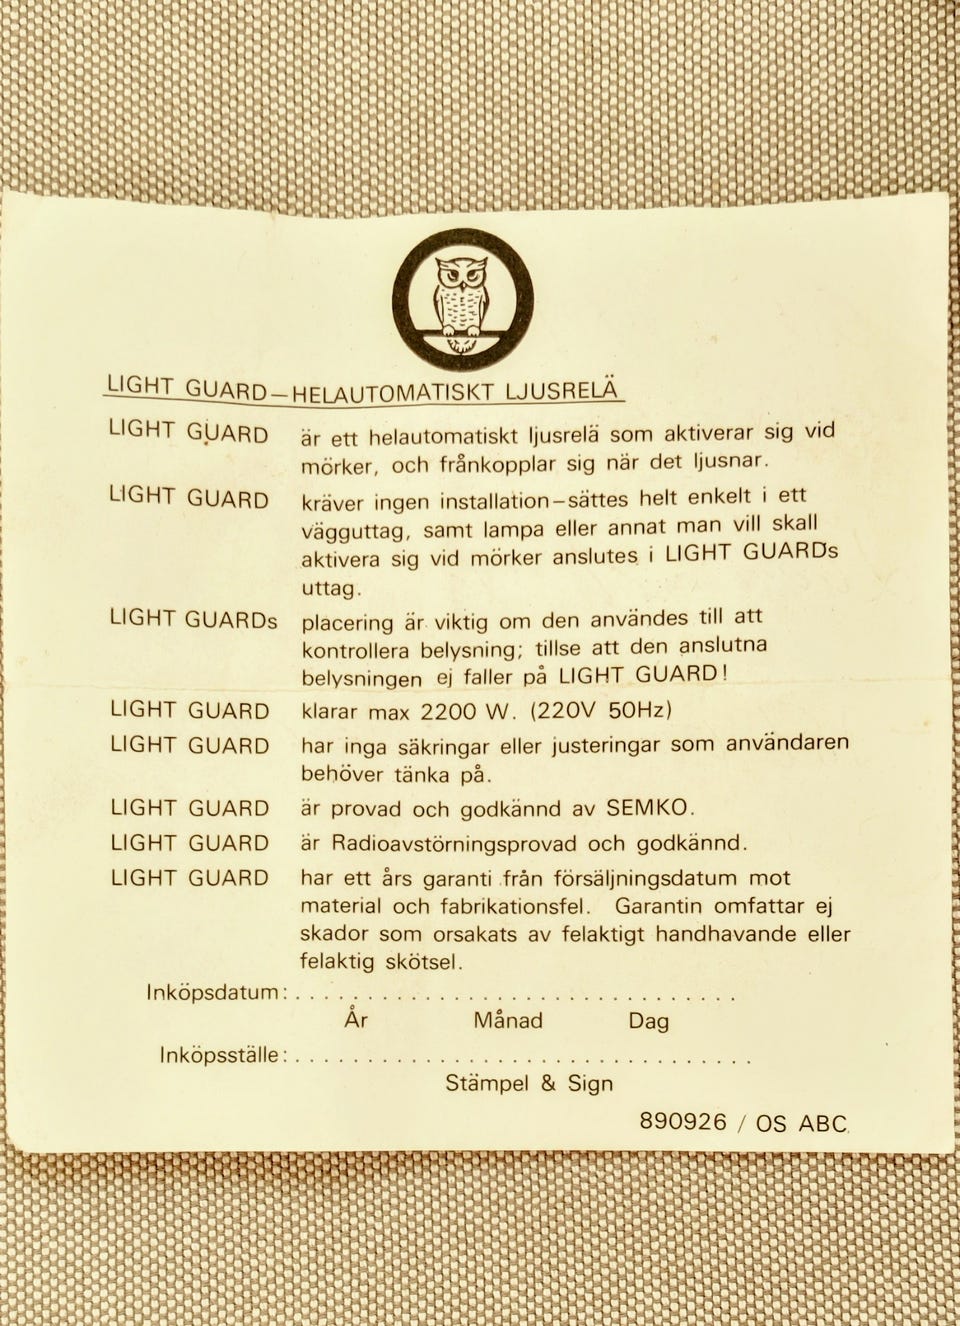 LIGHT GUARD—HELAUTOMATISKT LJUSRELÄ
LIGHT GUARD är ett helautomatiskt ljusrelä som aktiverar sig vid
mörker, och frånkopplar sig när det ljusnar.
LIGHT GUARD kräver ingen installation—sättes helt enkelt i ett
vägguttag, samt lampa eller annat man vill skall
aktivera sig vid mörker anslutes i LIGHT GUARDs
uttag.
LIGHT GUARDs placering är viktig om den användes till att
kontrollera belysning; tillse att den anslutna
belysningen ej faller på LIGHT GUARD!
LIGHT GUARD klarar max 2200 W. (220V 50Hz)
LIGHT GUARD har inga säkringar eller justeringar som användaren
behöver tänka på.
LIGHT GUARD är provad och godkännd av SEMKO.
LIGHT GUARD är Radioavstörningsprovad och godkännd.
LIGHT GUARD har ett års garanti från försäljningsdatum mot
material och fabrikationsfel. Garantin omfattar ej
skador som orsakats av felaktigt handhavande eller
felaktig skötsel.
Inköpsdatum: . . . . . . . . . . . . . . . . . . . . . . . . . . . . . . .
År Månad Dag
Inköpsställe: . . . . . . . . . . . . . . . . . . . . . . . . . . . . . . . .
Stämpel & Sign
890926 / OS ABC.